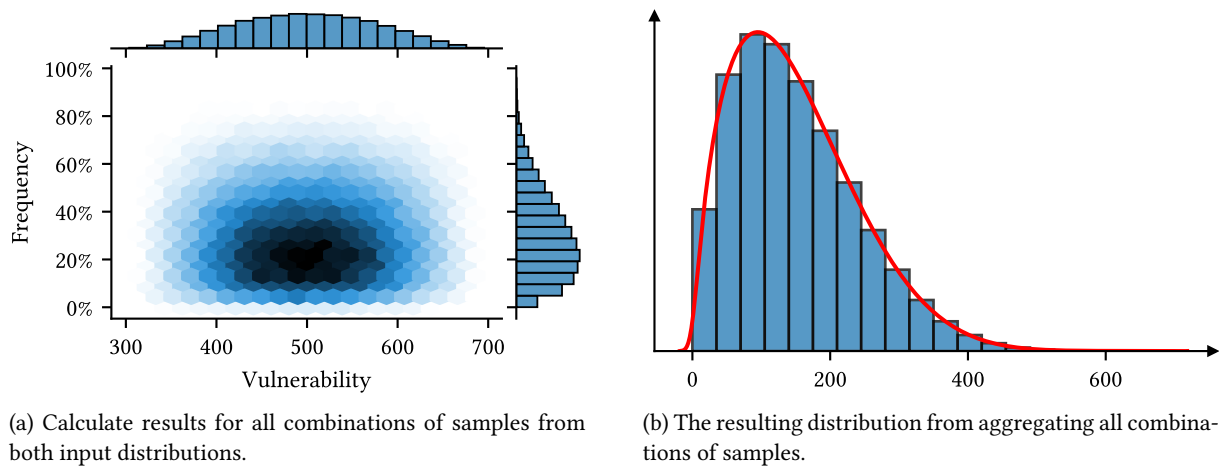 100%
80%
60%
40%
20%
0%
Frequency
300 400 500 600 700
Vulnerability
(a) Calculate results for all combinations of samples from
both input distributions.
0 200 400 600
(b) The resulting distribution from aggregating all combina-
tions of samples.